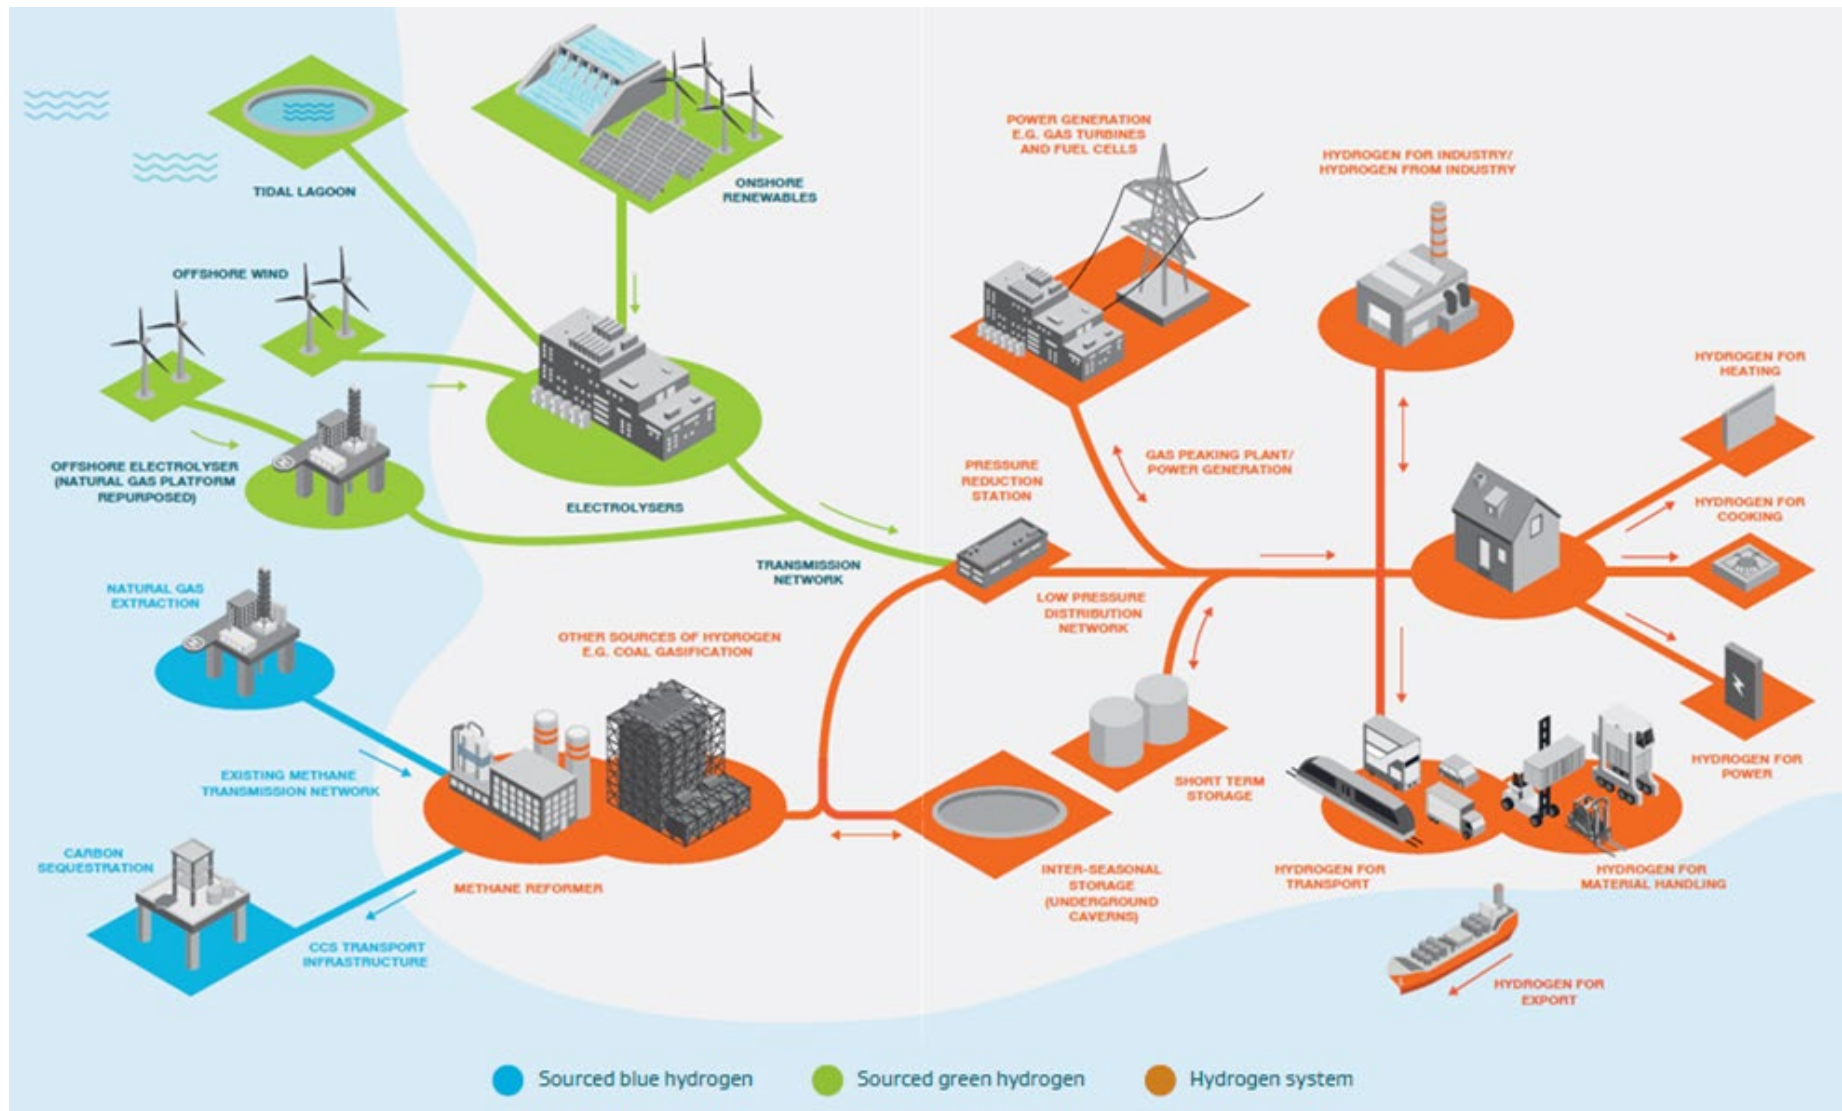 TIDAL LAGOON
ONSHORE
RENEWABLES
OFFSHORE WIND
OFFSHORE ELECTROLYSER
(NATURAL GAS PLATFORM
REPURPOSED)
ELECTROLYSERS
TRANSMISSION
NETWORK
NATURAL GAS
EXTRACTION
EXISTING METHANE
TRANSMISSION NETWORK
CARBON
SEQUESTRATION
CCS TRANSPORT
INFRASTRUCTURE
OTHER SOURCES OF HYDROGEN
E.G. COAL GASIFICATION
METHANE REFORMER
POWER GENERATION
E.G. GAS TURBINES
AND FUEL CELLS
HYDROGEN FOR INDUSTRY/
HYDROGEN FROM INDUSTRY
GAS PEAKING PLANT/
POWER GENERATION
PRESSURE
REDUCTION
STATION
LOW PRESSURE
DISTRIBUTION
NETWORK
SHORT TERM
STORAGE
INTER-SEASONAL
STORAGE
(UNDERGROUND
CAVERNS)
HYDROGEN FOR
HEATING
HYDROGEN FOR
COOKING
HYDROGEN FOR
POWER
HYDROGEN FOR
TRANSPORT
HYDROGEN FOR
MATERIAL HANDLING
HYDROGEN FOR
EXPORT
Sourced blue hydrogen
Sourced green hydrogen
Hydrogen system